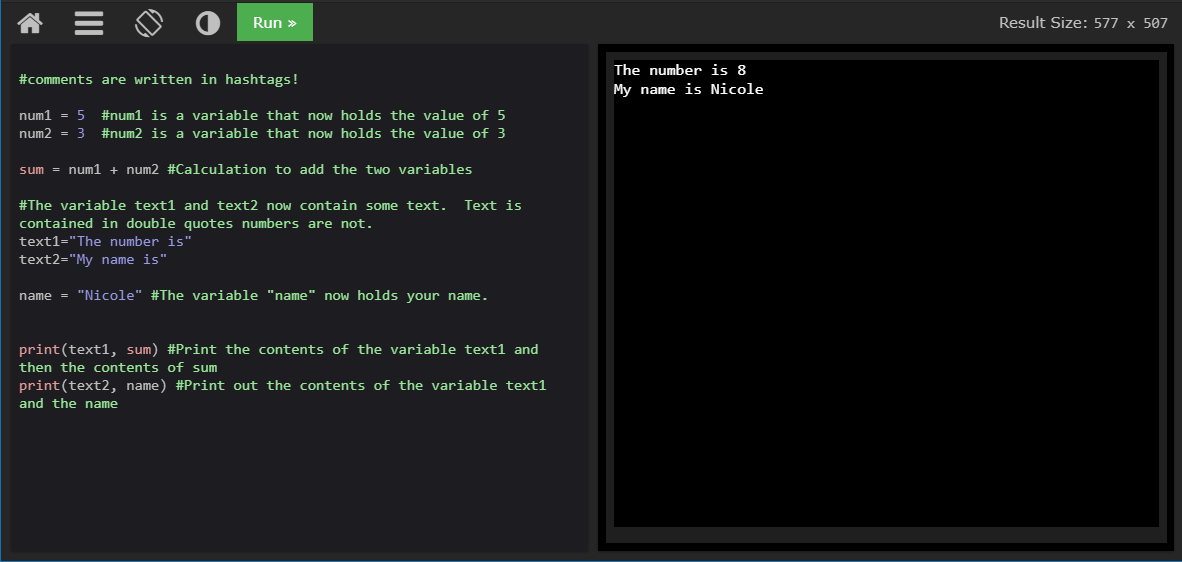 Run »
Result Size: 577 x 507
#comments are written in hashtags!
num1 = 5  #num1 is a variable that now holds the value of 5
num2 = 3  #num2 is a variable that now holds the value of 3
sum = num1 + num2 #Calculation to add the two variables
#The variable text1 and text2 now contain some text.  Text is
contained in double quotes numbers are not.
text1="The number is"
text2="My name is"
name = "Nicole" #The variable "name" now holds your name.
print(text1, sum) #Print the contents of the variable text1 and
then the contents of sum
print(text2, name) #Print out the contents of the variable text1
and the name
The number is 8
My name is Nicole